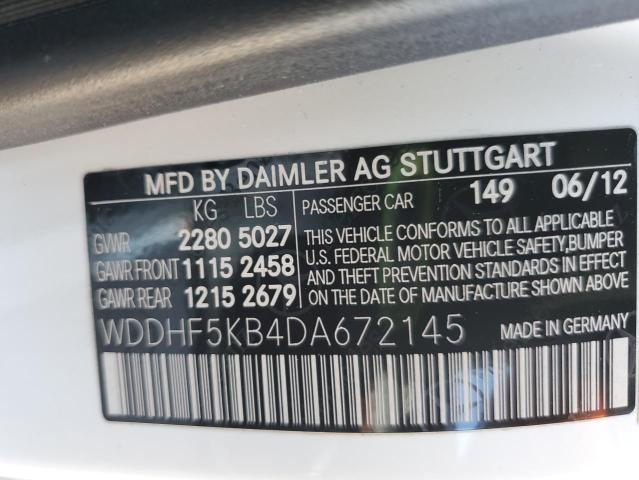 MFD BY DAIMLER AG STUTTGART
KG LBS PASSENGER CAR 149 06/12
GVWR 2280 5027
GAWR FRONT 1115 2458
GAWR REAR 1215 2679
THIS VEHICLE CONFORMS TO ALL APPLICABLE
U.S. FEDERAL MOTOR VEHICLE SAFETY,BUMPER
AND THEFT PREVENTION STANDARDS IN EFFECT
ON THE DATE OF MANUFACTURE SHOWN ABOVE.
WDDHF5KB4DA672145 MADE IN GERMANY